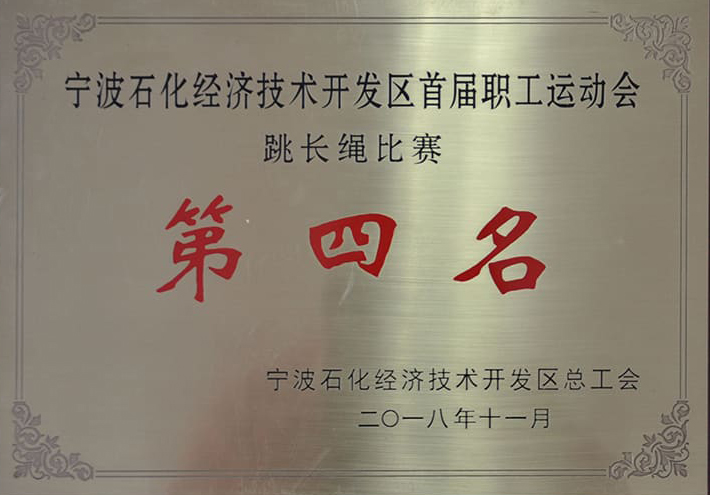 宁波石化经济技术开发区首届职工运动会
跳长绳比赛
第四名
宁波石化经济技术开发区总工会
二〇一八年十一月